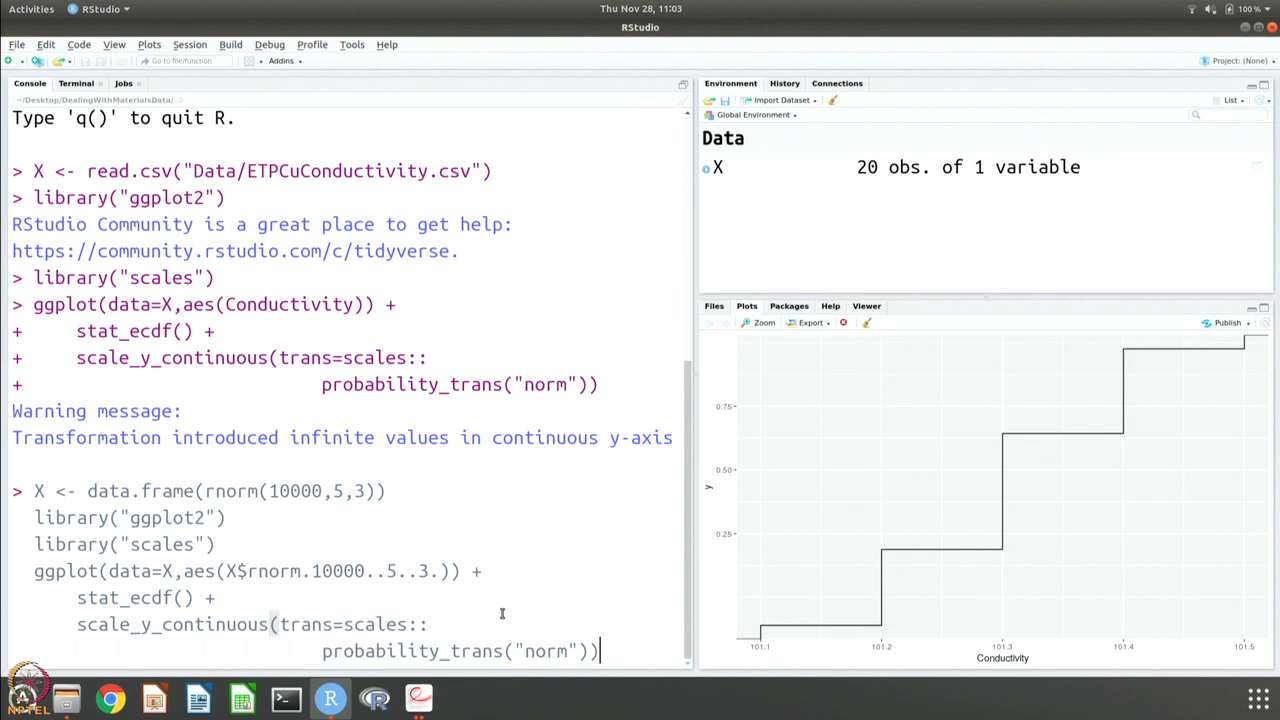 Activities RStudio Thu Nov 28, 11:03 100%
RStudio
File Edit Code View Plots Session Build Debug Profile Tools Help
Go to file/function Addins Project: (None)
Console Terminal Jobs
~/Desktop/DealingWithMaterialsData/
Type 'q()' to quit R.
> X <- read.csv("Data/ETPCuConductivity.csv")
> library("ggplot2")
RStudio Community is a great place to get help:
https://community.rstudio.com/c/tidyverse.
> library("scales")
> ggplot(data=X,aes(Conductivity)) +
+ stat_ecdf() +
+ scale_y_continuous(trans=scales::
+ probability_trans("norm"))
Warning message:
Transformation introduced infinite values in continuous y-axis
> X <- data.frame(rnorm(10000,5,3))
library("ggplot2")
library("scales")
ggplot(data=X,aes(X$rnorm.10000..5..3.)) +
stat_ecdf() +
scale_y_continuous(trans=scales::
probability_trans("norm"))
Environment History Connections
Import Dataset List
Global Environment
Data
X 20 obs. of 1 variable
Files Plots Packages Help Viewer
Zoom Export Publish
0.75
0.50
0.25
y
101.1 101.2 101.3 101.4 101.5
Conductivity
NPTEL